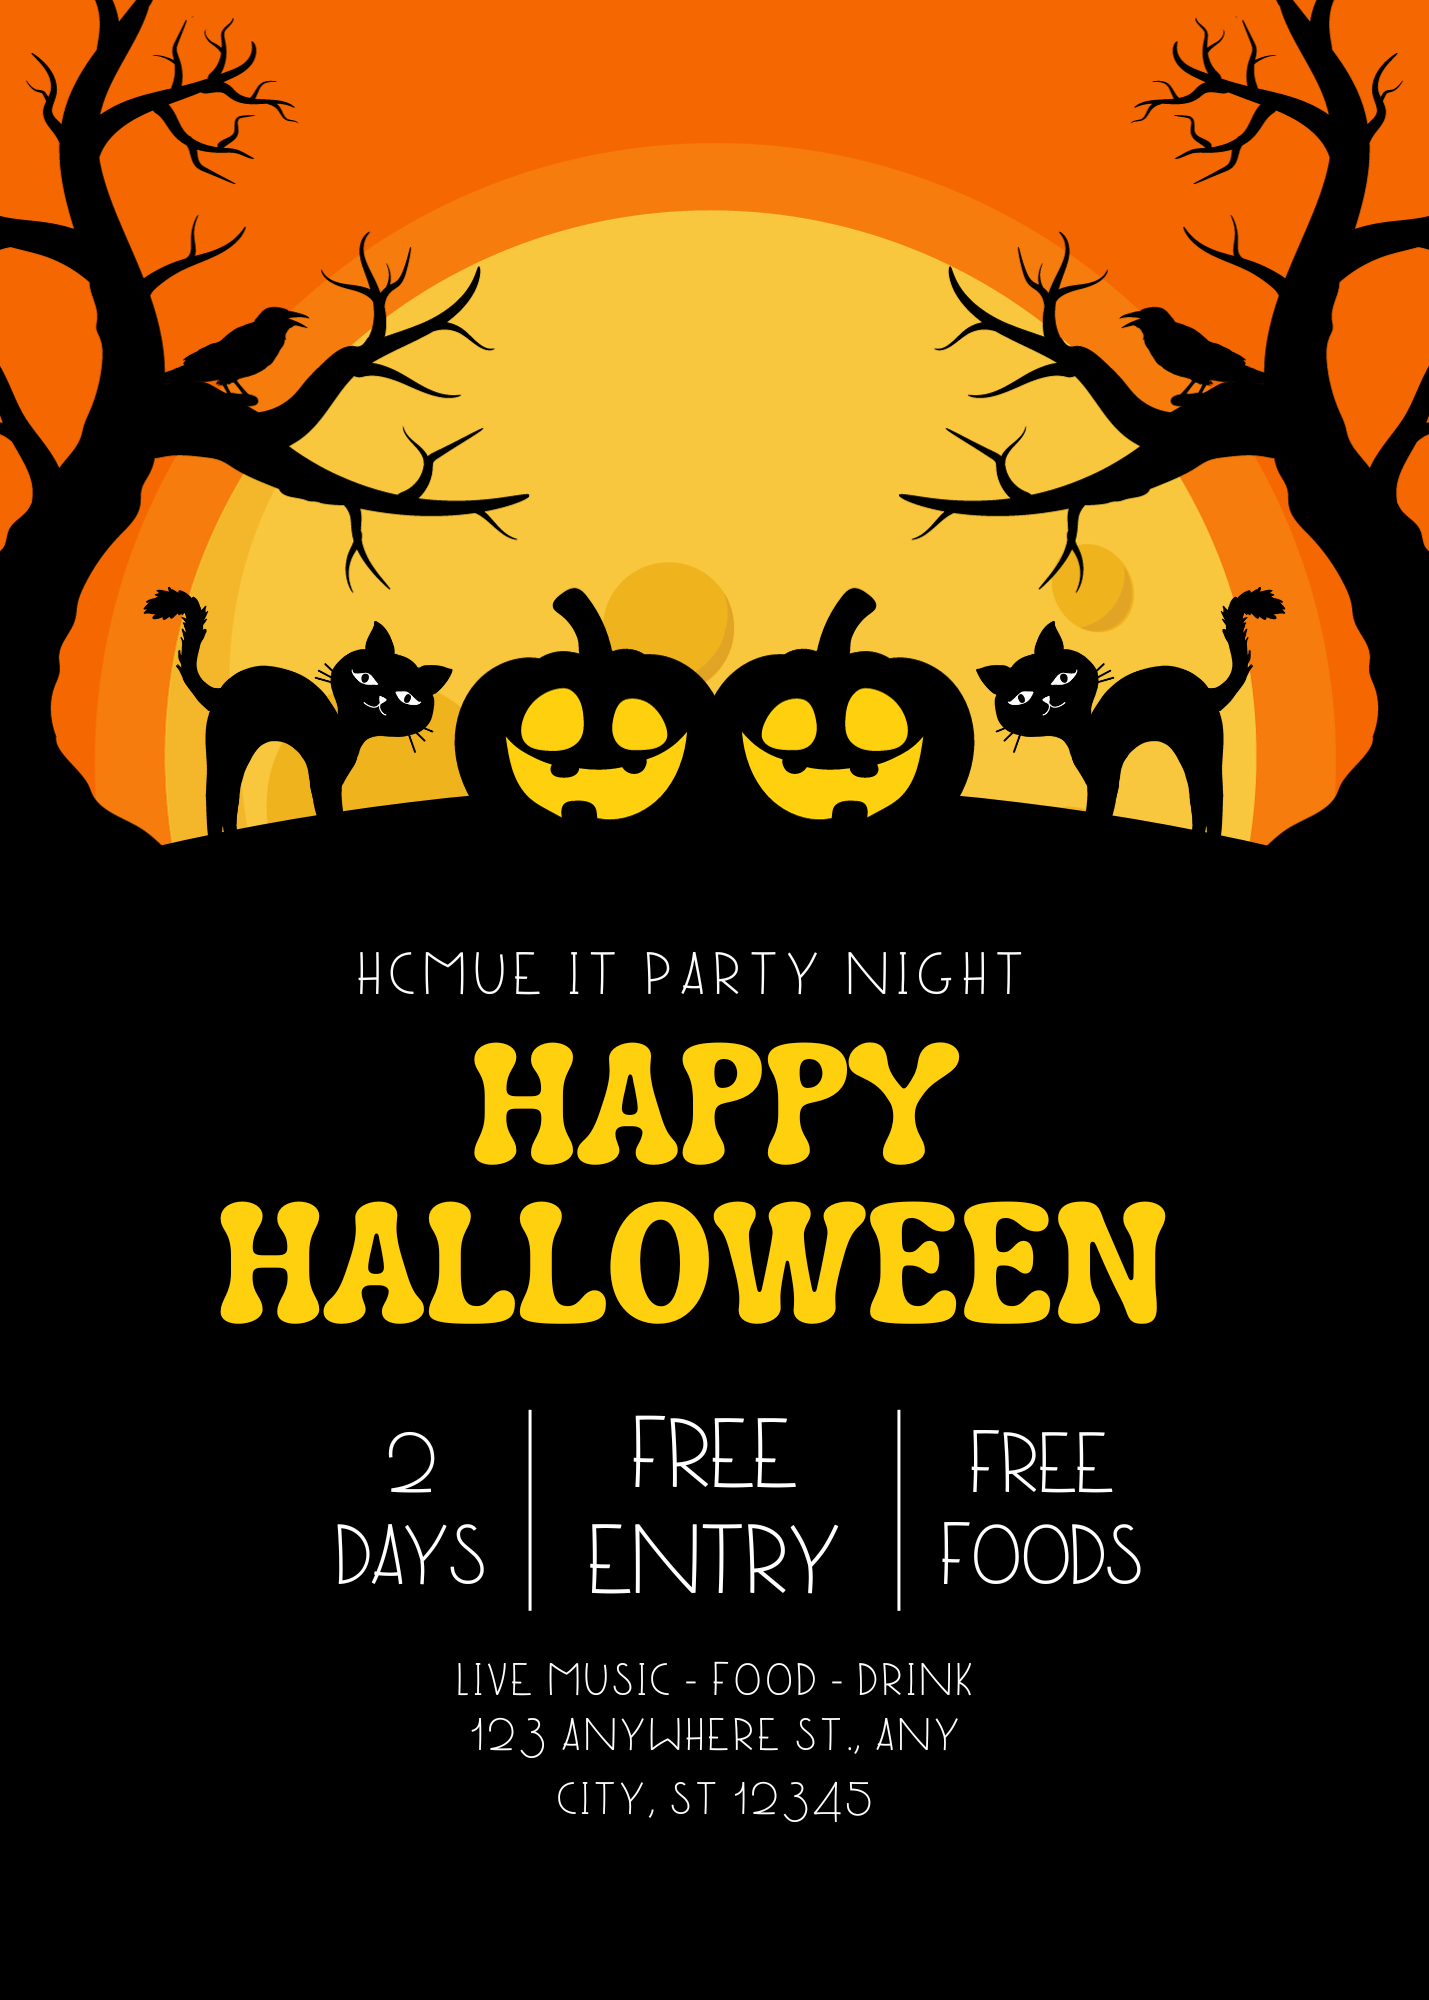 HCMUE IT PARTY NIGHT
HAPPY
HALLOWEEN
2
DAYS
FREE
ENTRY
FREE
FOODS
LIVE MUSIC - FOOD - DRINK
123 ANYWHERE ST., ANY
CITY, ST 12345